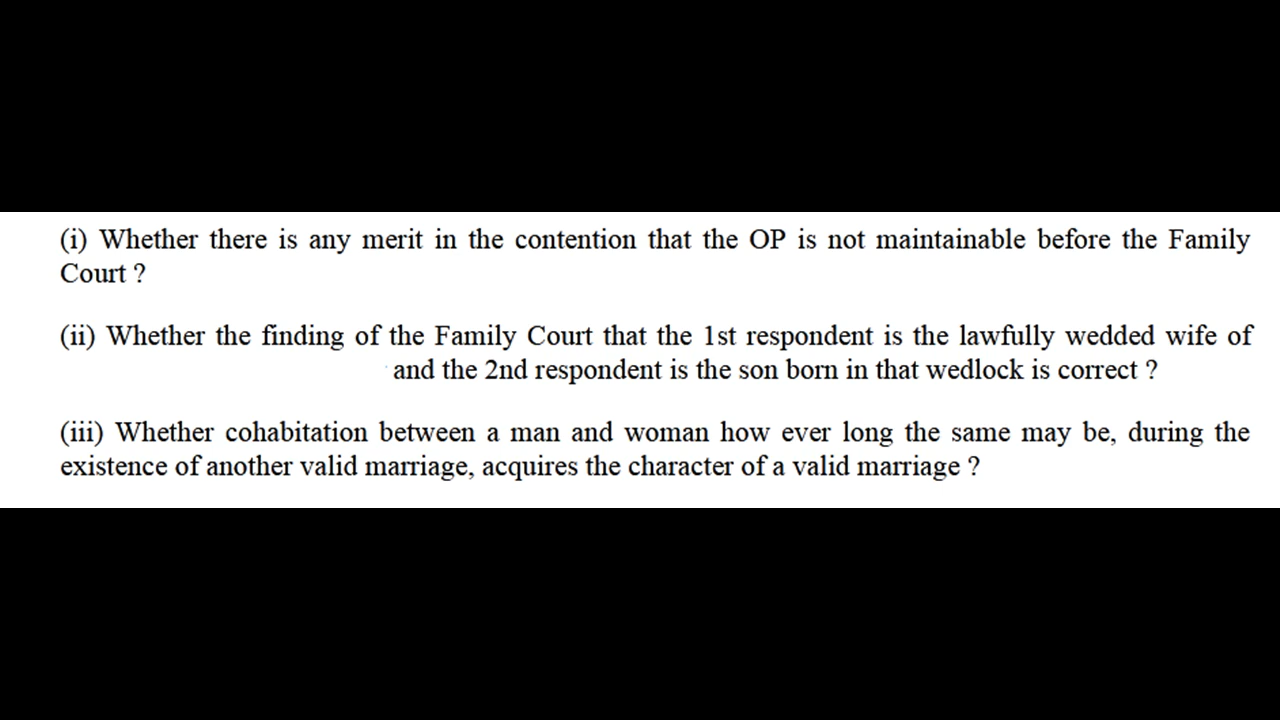 (i) Whether there is any merit in the contention that the OP is not maintainable before the Family
Court ?
(ii) Whether the finding of the Family Court that the 1st respondent is the lawfully wedded wife of
and the 2nd respondent is the son born in that wedlock is correct ?
(iii) Whether cohabitation between a man and woman how ever long the same may be, during the
existence of another valid marriage, acquires the character of a valid marriage ?